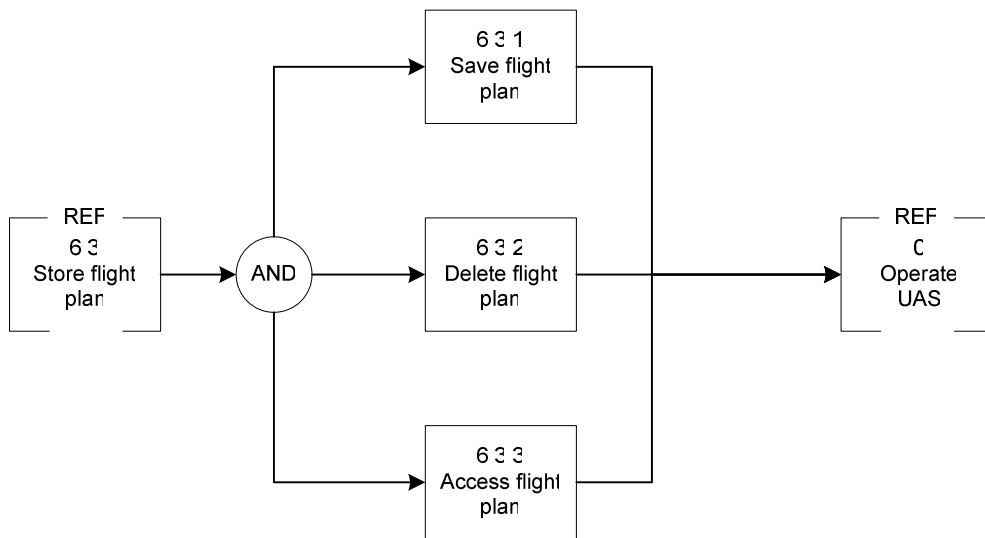 6 3 1
Save flight
plan
REF
6 3
Store flight
plan
AND
6 3 2
Delete flight
plan
REF
0
Operate
UAS
6 3 3
Access flight
plan